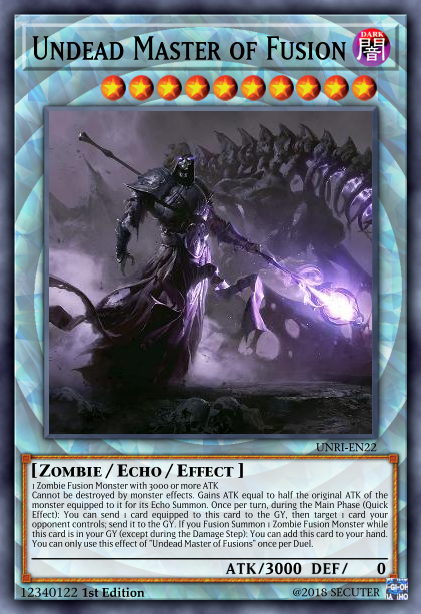 UNDEAD MASTER OF FUSION
DARK
闇
UNRI-EN22
[ZOMBIE / ECHO / EFFECT ]
1 Zombie Fusion Monster with 3000 or more ATK
Cannot be destroyed by monster effects. Gains ATK equal to half the original ATK of the
monster equipped to it for its Echo Summon. Once per turn, during the Main Phase (Quick
Effect): You can send 1 card equipped to this card to the GY, then target 1 card your
opponent controls; send it to the GY. If you Fusion Summon 1 Zombie Fusion Monster while
this card is in your GY (except during the Damage Step): You can add this card to your hand.
You can only use this effect of "Undead Master of Fusions" once per Duel.
ATK/3000 DEF/ 0
12340122 1st Edition ©2018 SECUTER